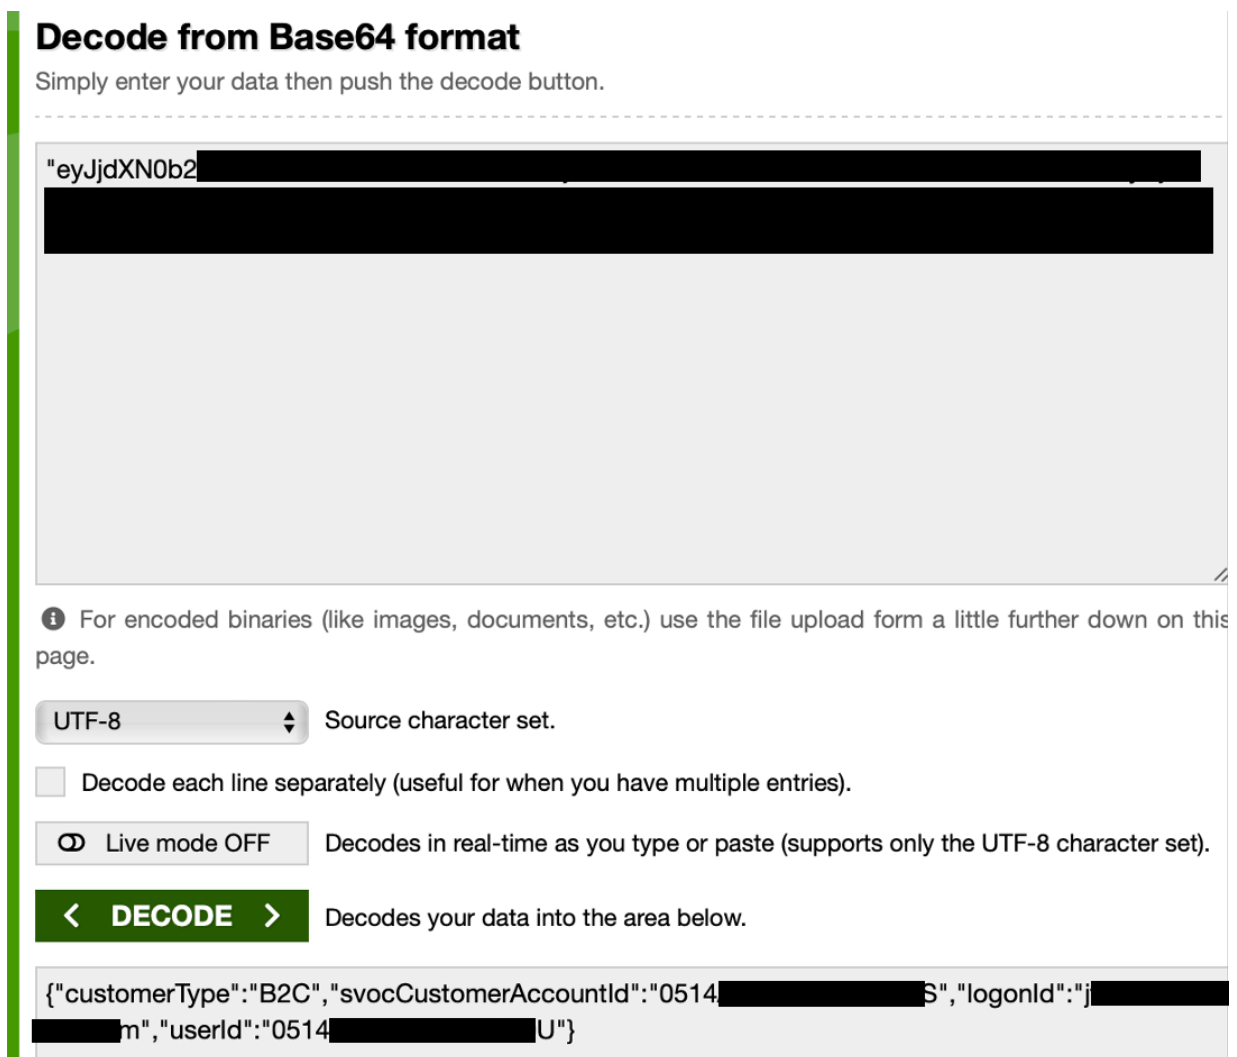 Decode from Base64 format
Simply enter your data then push the decode button.
"eyJjdXN0b2
For encoded binaries (like images, documents, etc.) use the file upload form a little further down on this
page.
UTF-8 Source character set.
Decode each line separately (useful for when you have multiple entries).
Live mode OFF Decodes in real-time as you type or paste (supports only the UTF-8 character set).
< DECODE > Decodes your data into the area below.
{"customerType":"B2C","svocCustomerAccountId":"0514 S","logonId":"j
m","userId":"0514 U"}